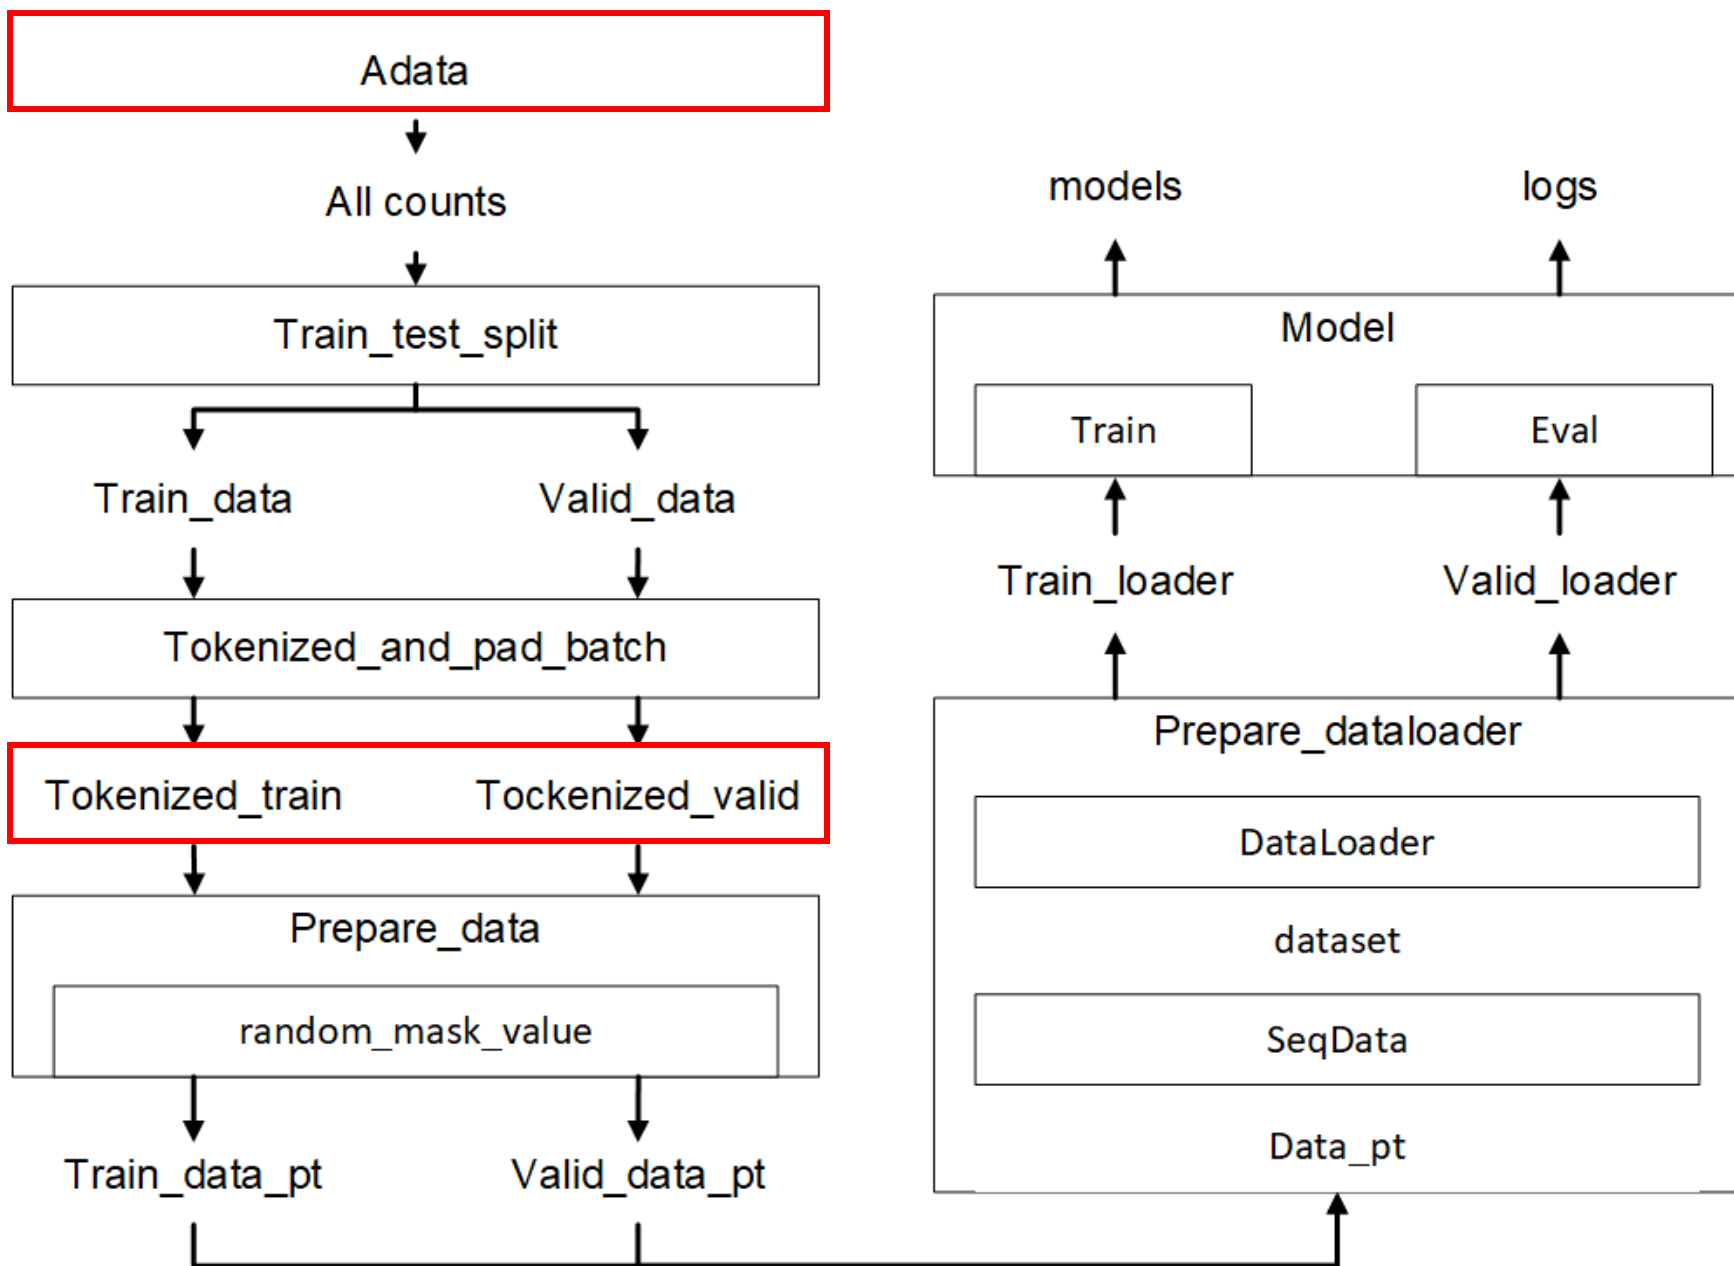 Adata
All counts
Train_test_split
Train_data Valid_data
Tokenized_and_pad_batch
Tokenized_train Tockenized_valid
Prepare_data
random_mask_value
Train_data_pt Valid_data_pt
models logs
Model
Train Eval
Train_loader Valid_loader
Prepare_dataloader
DataLoader
dataset
SeqData
Data_pt